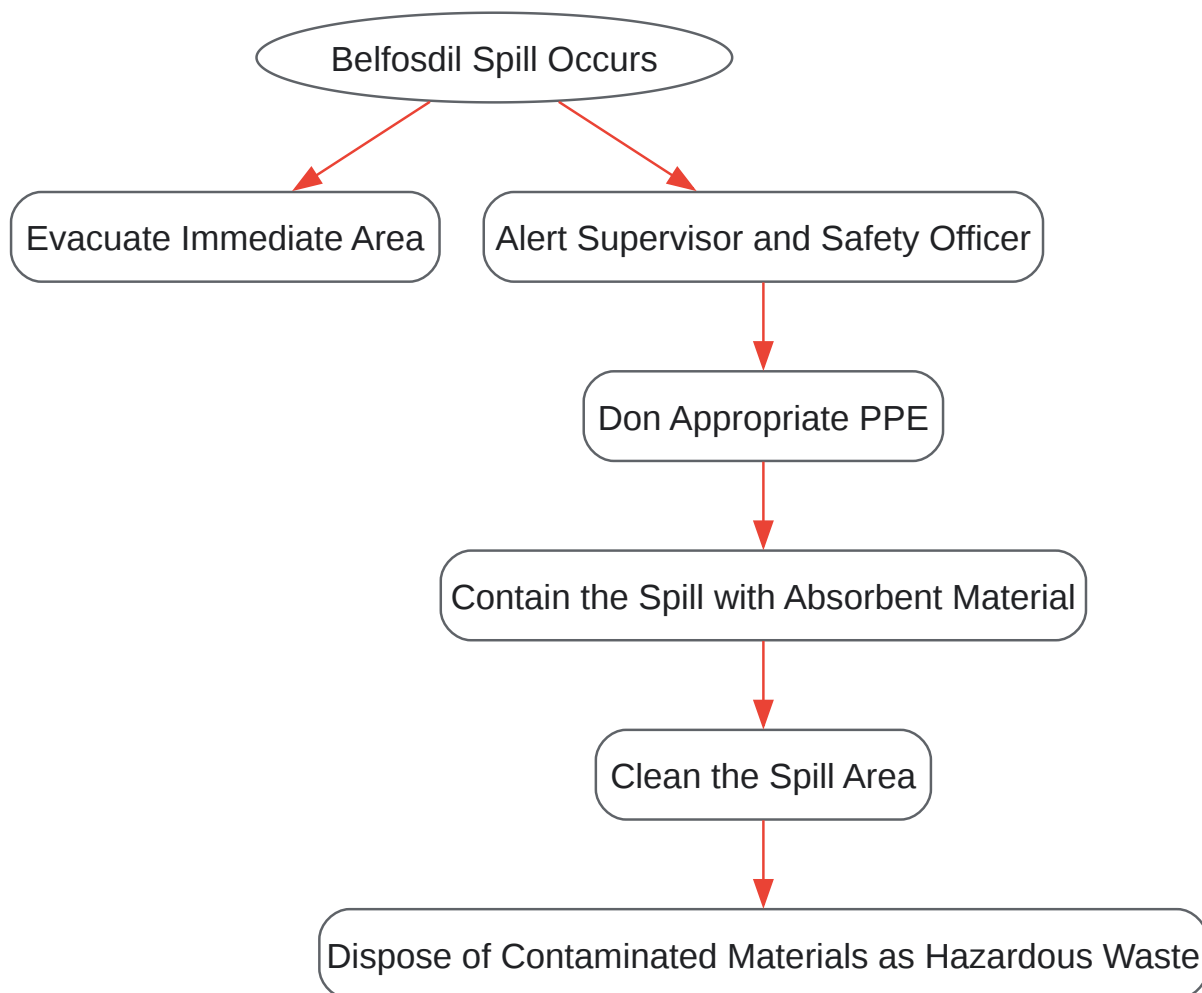 Belfosdil Spill Occurs
Evacuate Immediate Area
Alert Supervisor and Safety Officer
Don Appropriate PPE
Contain the Spill with Absorbent Material
Clean the Spill Area
Dispose of Contaminated Materials as Hazardous Waste